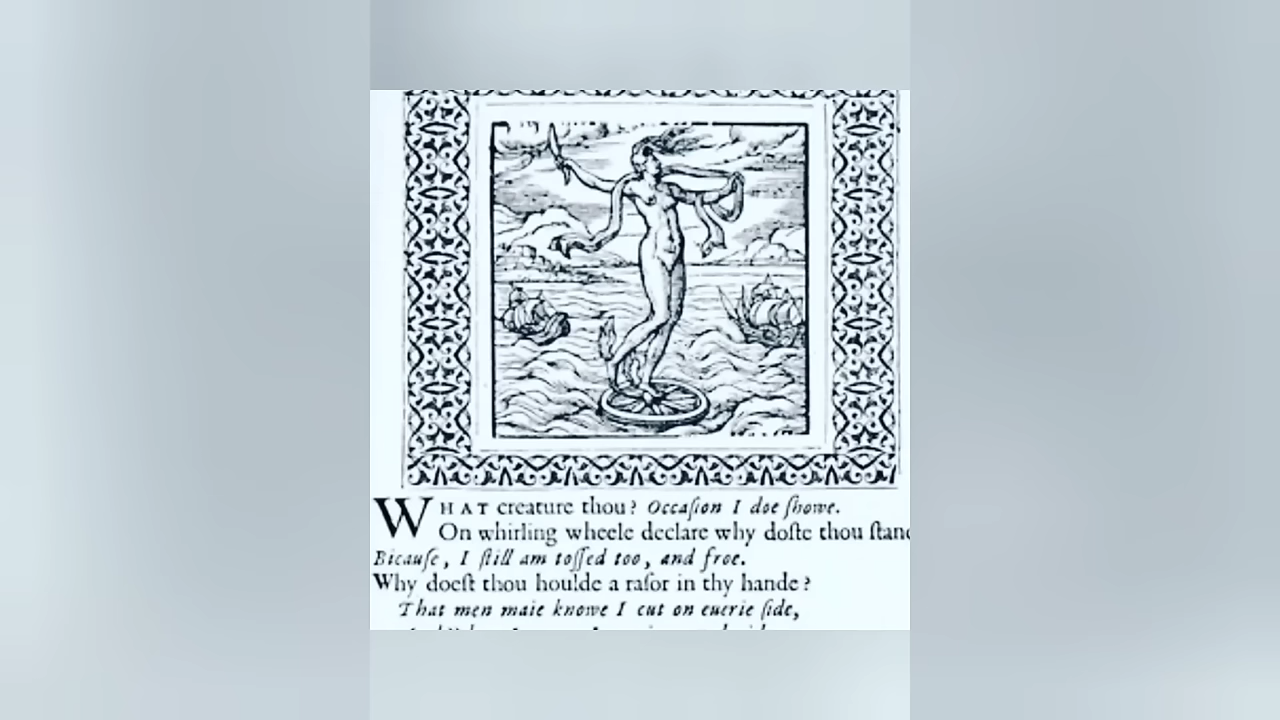 WHAT creature thou? Occaſion I doe ſhowe.
On whirling wheele declare why doſte thou ſtand
Bicauſe, I ſtill am toſſed too, and froe.
Why doeſt thou houlde a raſor in thy hande?
That men maie knowe I cut on euerie ſide,